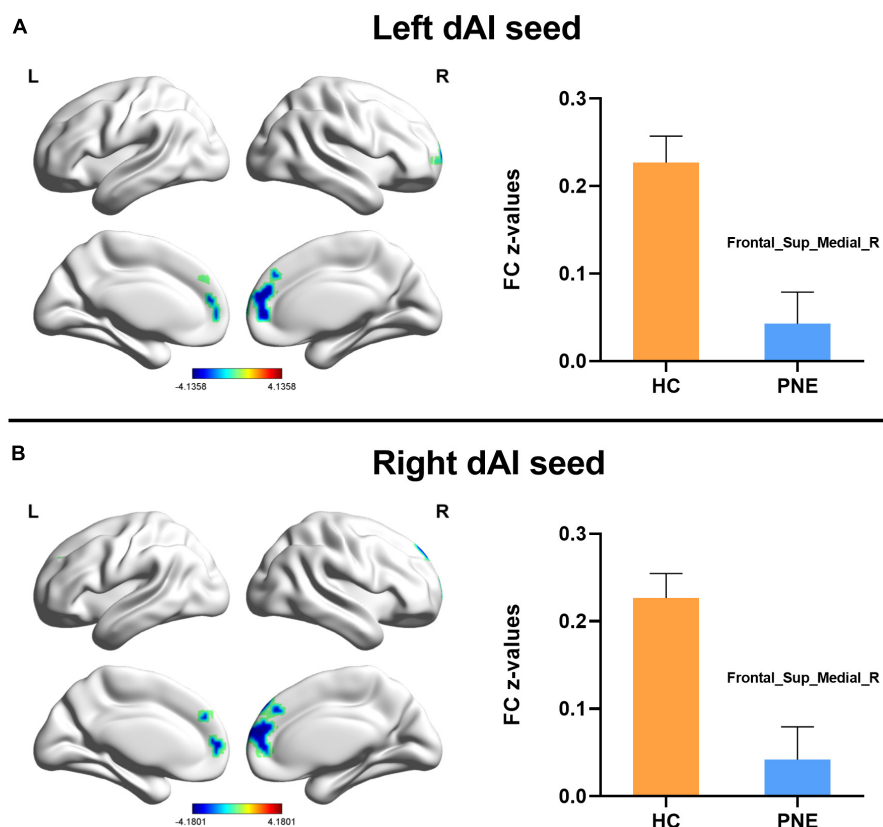 A
Left dAI seed
L
R
-4.1358
4.1358
FC z-values
0.3
0.2
0.1
0.0
Frontal_Sup_Medial_R
HC
PNE
B
Right dAI seed
L
R
-4.1801
4.1801
FC z-values
0.3
0.2
0.1
0.0
Frontal_Sup_Medial_R
HC
PNE